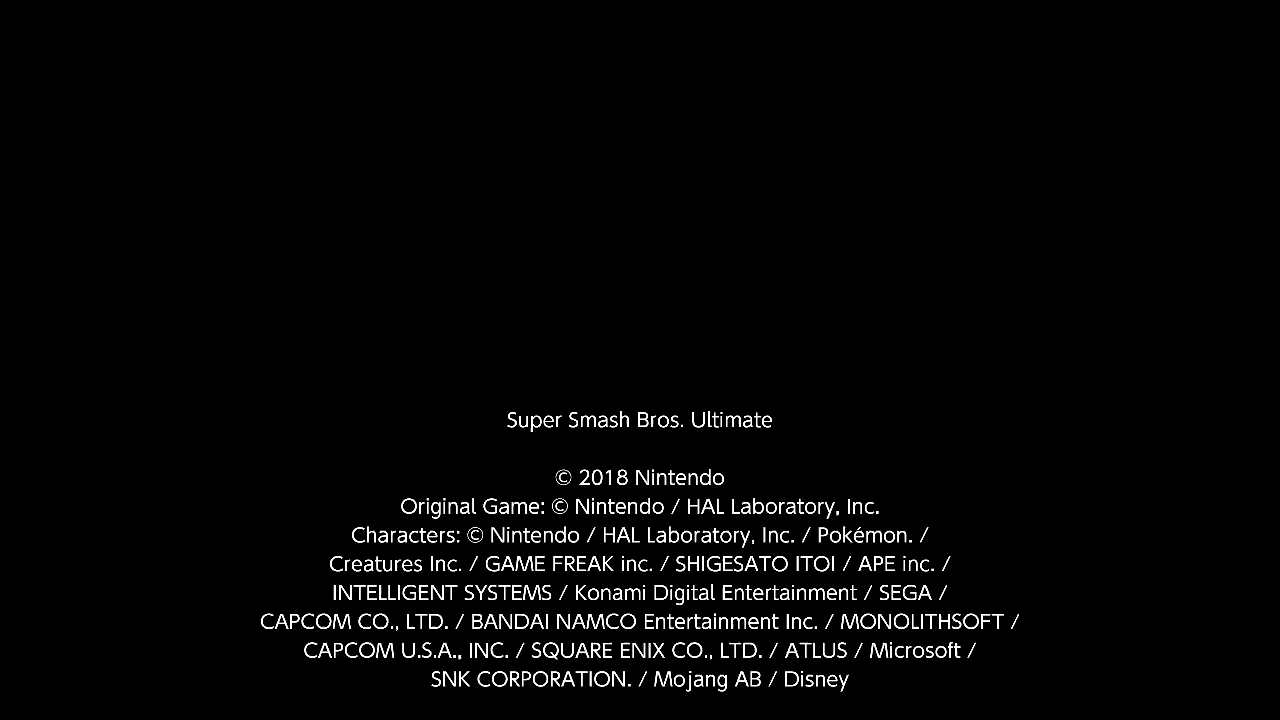 Super Smash Bros. Ultimate
© 2018 Nintendo
Original Game: © Nintendo / HAL Laboratory, Inc.
Characters: © Nintendo / HAL Laboratory, Inc. / Pokémon. /
Creatures Inc. / GAME FREAK inc. / SHIGESATO ITOI / APE inc. /
INTELLIGENT SYSTEMS / Konami Digital Entertainment / SEGA /
CAPCOM CO., LTD. / BANDAI NAMCO Entertainment Inc. / MONOLITHSOFT /
CAPCOM U.S.A., INC. / SQUARE ENIX CO., LTD. / ATLUS / Microsoft /
SNK CORPORATION. / Mojang AB / Disney